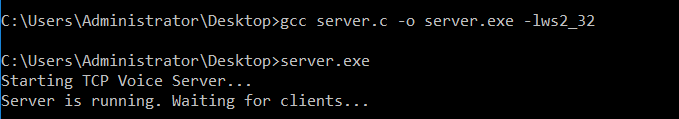 C:\Users\Administrator\Desktop>gcc server.c -o server.exe -lws2_32
C:\Users\Administrator\Desktop>server.exe
Starting TCP Voice Server...
Server is running. Waiting for clients...